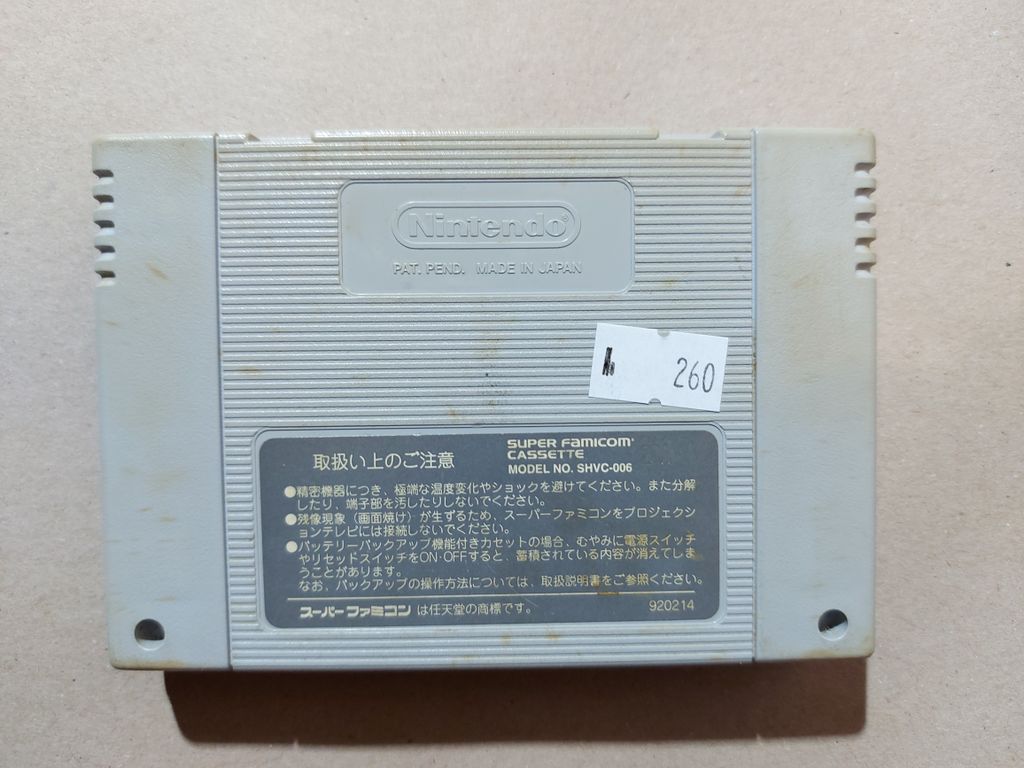 Nintendo®
PAT. PEND. MADE IN JAPAN
260
取扱い上のご注意
SUPER FAMICOM
CASSETTE
MODEL NO. SHVC-006
●精密機器につき、極端な温度変化やショックを避けてください。また分解
したり、端子部を汚したりしないでください。
●残像現象(画面焼け)が生ずるため、スーパーファミコンをプロジェクシ
ョンテレビには接続しないでください。
●バッテリーバックアップ機能付きカセットの場合、むやみに電源スイッチ
やリセットスイッチをON·OFFすると、蓄積されている内容が消えてしま
うことがあります。
なお、バックアップの操作方法については、取扱説明書をご参照ください。
スーパーファミコン は任天堂の商標です。
920214